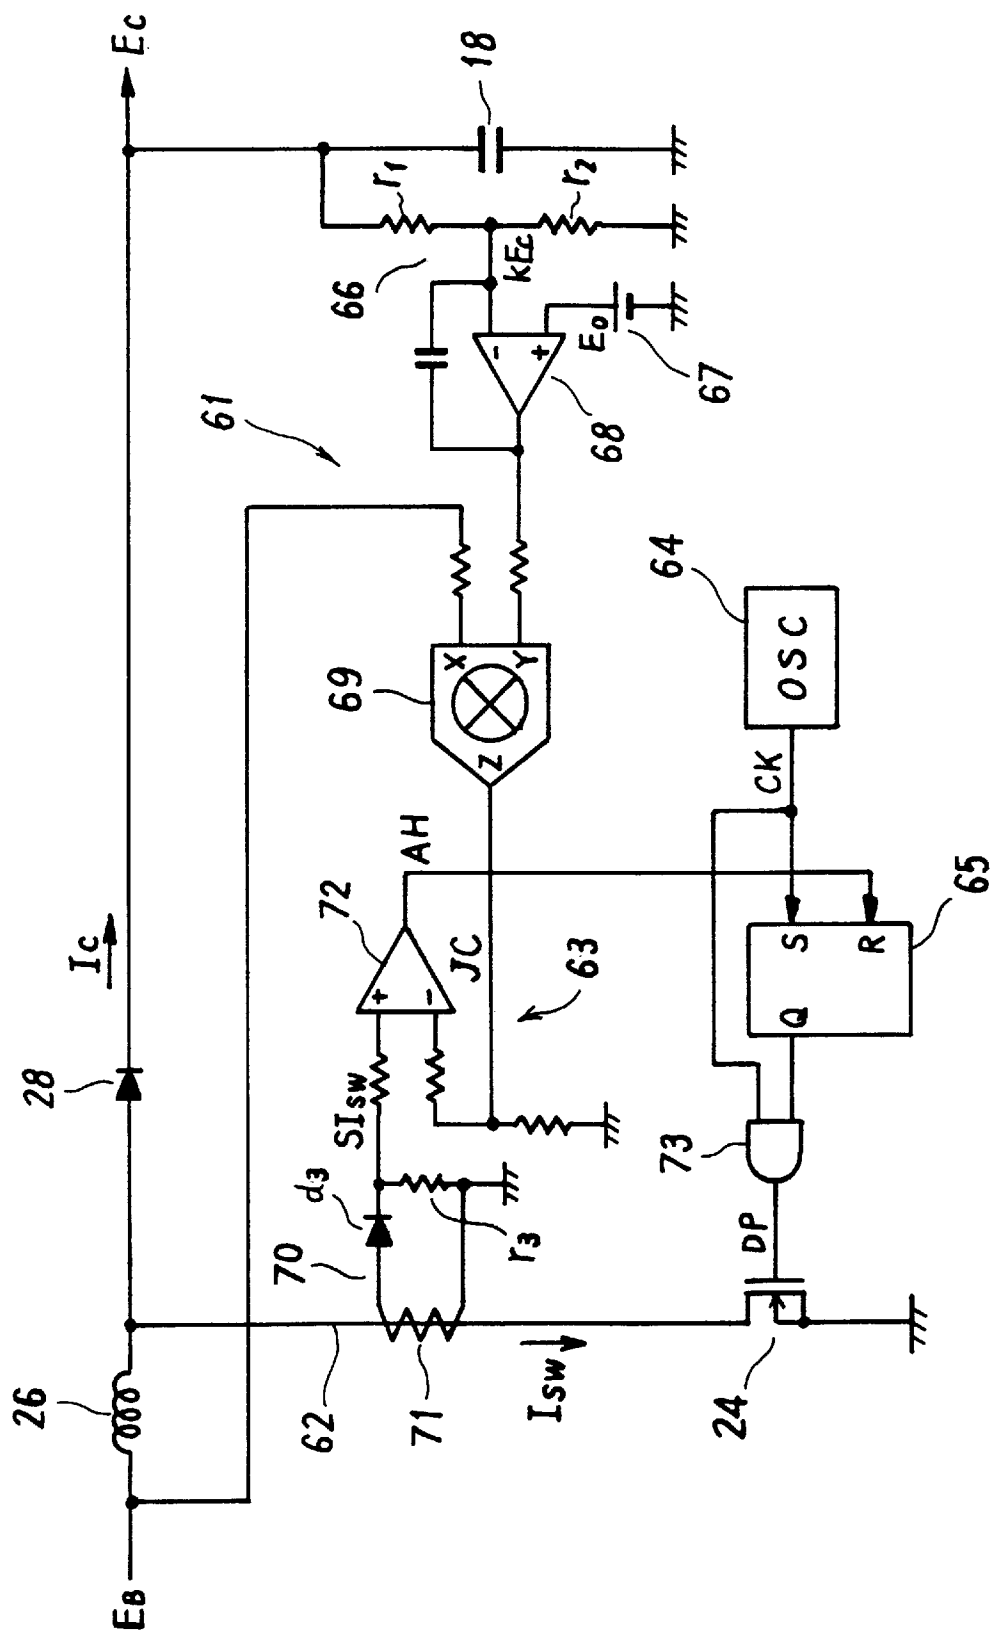 EB
26
28
IC
EC
62
71
70
d3
r3
SIsw
72
+
-
AH
JC
63
69
X
Y
Z
61
66
r1
r2
18
kEc
-
+
68
E0
67
Isw
24
DP
73
Q
S
R
65
CK
OSC
64